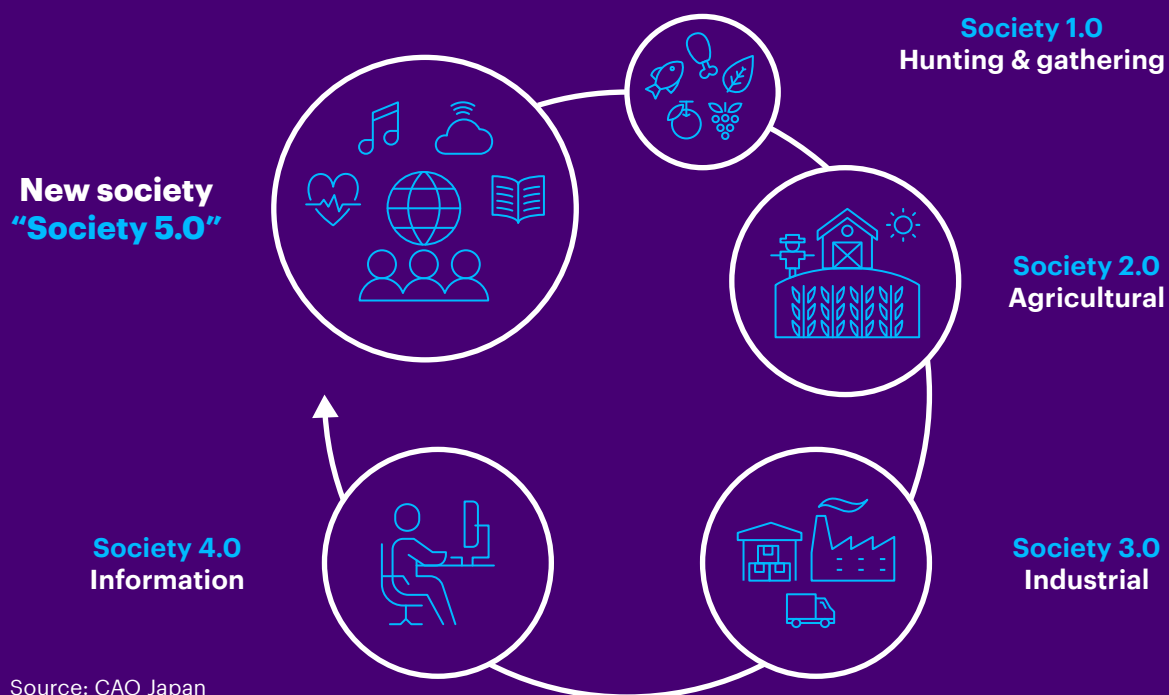 Society 1.0
Hunting & gathering
New society
“Society 5.0”
Society 2.0
Agricultural
Society 4.0
Information
Society 3.0
Industrial
Source: CAO Japan